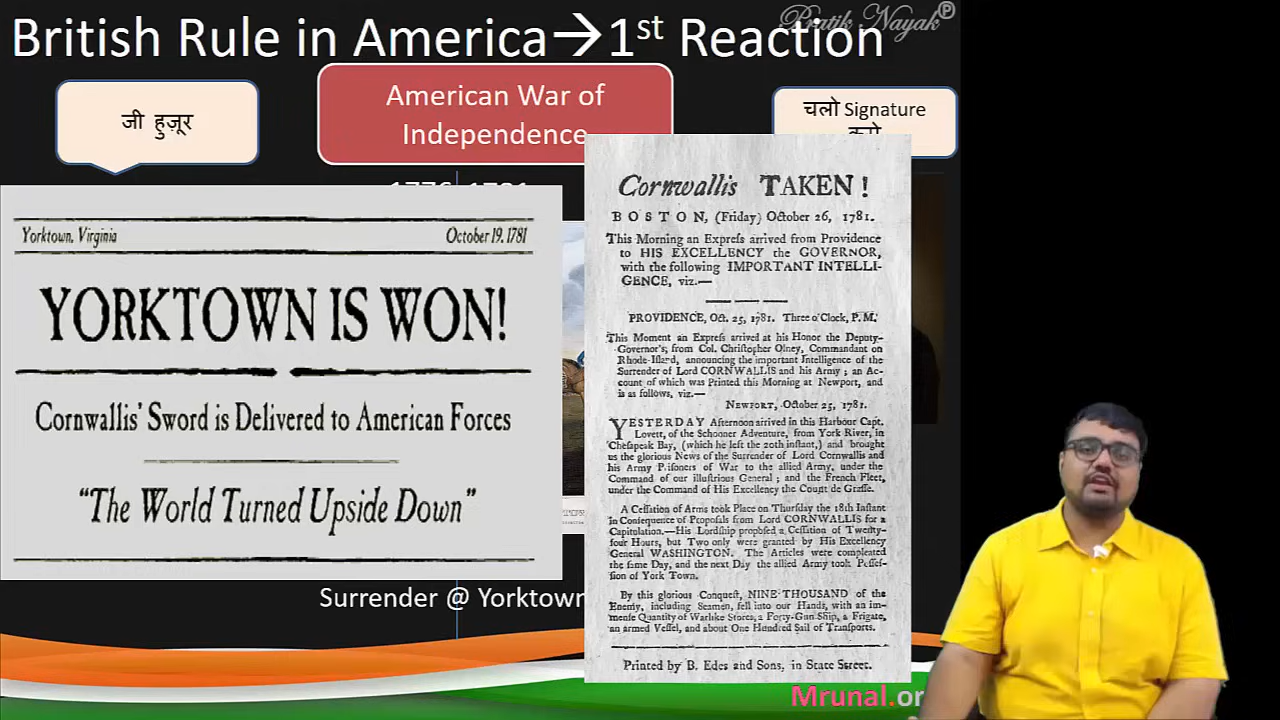 British Rule in America→1st Reaction
Pratik Nayak
जी हुज़ूर
American War of
Independence
चलो Signature
Yorktown, Virginia
October 19, 1781
YORKTOWN IS WON!
Cornwallis' Sword is Delivered to American Forces
"The World Turned Upside Down"
Surrender @ Yorktown
Cornwallis TAKEN!
BOSTON, (Friday) October 26, 1781.
This Morning an Expreſs arrived from Providence
to HIS EXCELLENCY the GOVERNOR,
with the following IMPORTANT INTELLI-
GENCE, viz.—
PROVIDENCE, Oct. 25, 1781. Three o'Clock, P.M.
This Moment an Expreſs arrived at his Honor the Deputy-
Governor's, from Col. Chriſtopher Olney, Commandant on
Rhode-Iſland, announcing the important Intelligence of the
Surrender of Lord CORNWALLIS and his Army; an Ac-
count of which was Printed this Morning at Newport, and
is as follows, viz.—
NEWPORT, October 25, 1781.
YESTERDAY Afternoon arrived in this Harbour Capt.
Lovett, of the Schooner Adventure, from York River, in
Cheſapeak Bay, (which he left the 20th inſtant,) and brought
us the glorious News of the Surrender of Lord Cornwallis and
his Army Priſoners of War to the allied Army, under the
Command of our illuſtrious General; and the French Fleet,
under the Command of His Excellency the Count de Graſſe.
A Ceſſation of Arms took Place on Thurſday the 18th Inſtant
in Conſequence of Propoſals from Lord CORNWALLIS for a
Capitulation.—His Lordſhip propoſed a Ceſſation of Twenty-
four Hours, but Two only were granted by His Excellency
General WASHINGTON. The Articles were compleated
the ſame Day, and the next Day the allied Army took Poſſeſ-
ſion of York Town.
By this glorious Conqueſt, NINE THOUSAND of the
Enemy, including Seamen, fell into our Hands, with an im-
menſe Quantity of Warlike Stores, a Forty-Gun Ship, a Frigate,
an armed Veſſel, and about One Hundred Sail of Tranſports.
Printed by B. Edes and Sons, in State Street.
Mrunal.or